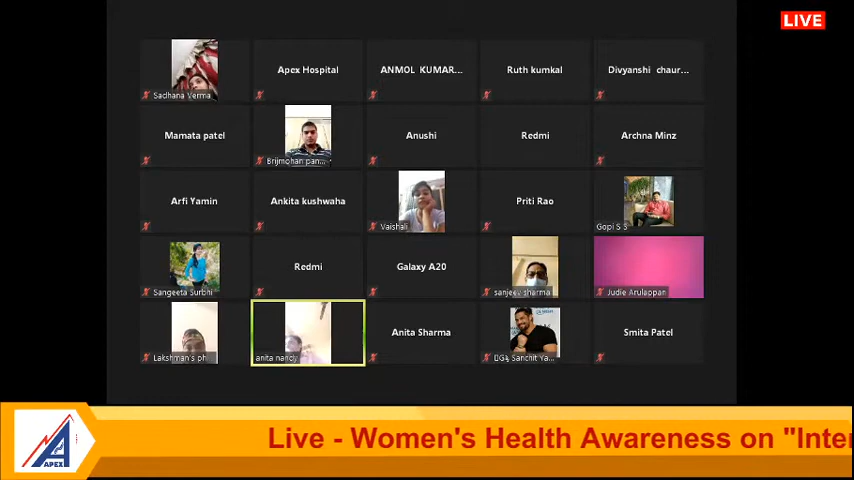 LIVE
Sadhana Verma
Apex Hospital
ANMOL KUMAR...
Ruth kumkal
Divyanshi chaur...
Mamata patel
Brijmohan pan...
Anushi
Redmi
Archna Minz
Arfi Yamin
Ankita kushwaha
Vaishali
Priti Rao
Gopi S S
Sangeeta Surbhi
Redmi
Galaxy A20
sanjeev sharma
Judie Arulappan
Lakshman's ph
anita nandy
Anita Sharma
Sanchit Ya...
Smita Patel
APEX
Live - Women's Health Awareness on "Inter